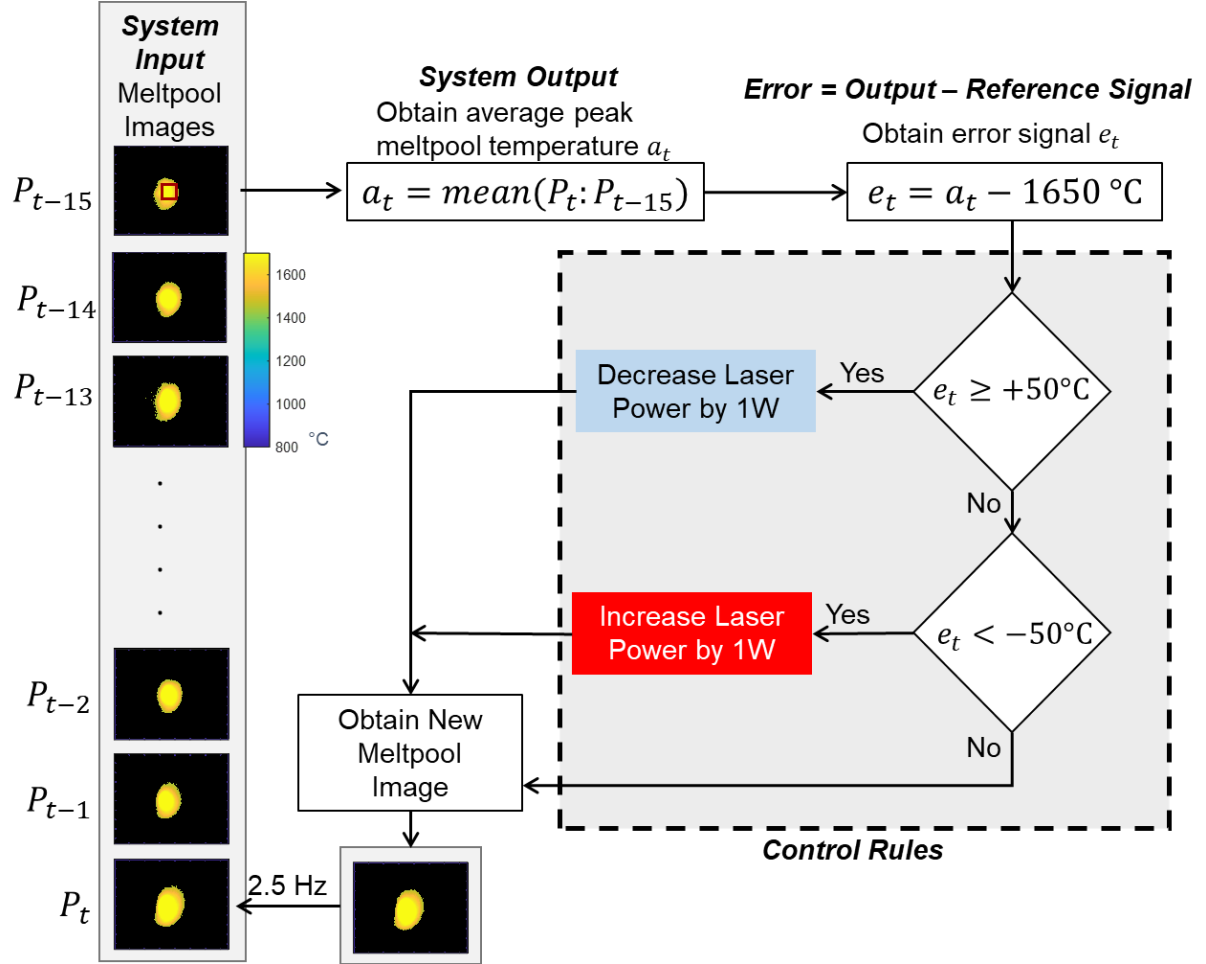 System
Input
Meltpool
Images
P_{t−15}
P_{t−14}
P_{t−13}
1600
1400
1200
1000
800
°C
.
.
.
.
P_{t−2}
P_{t−1}
P_t
System Output
Obtain average peak
meltpool temperature a_t
a_t = mean(P_t: P_{t−15})
Error = Output – Reference Signal
Obtain error signal e_t
e_t = a_t − 1650 °C
e_t ≥ +50°C
Yes
Decrease Laser
Power by 1W
No
e_t < −50°C
Yes
Increase Laser
Power by 1W
No
Obtain New
Meltpool
Image
2.5 Hz
Control Rules